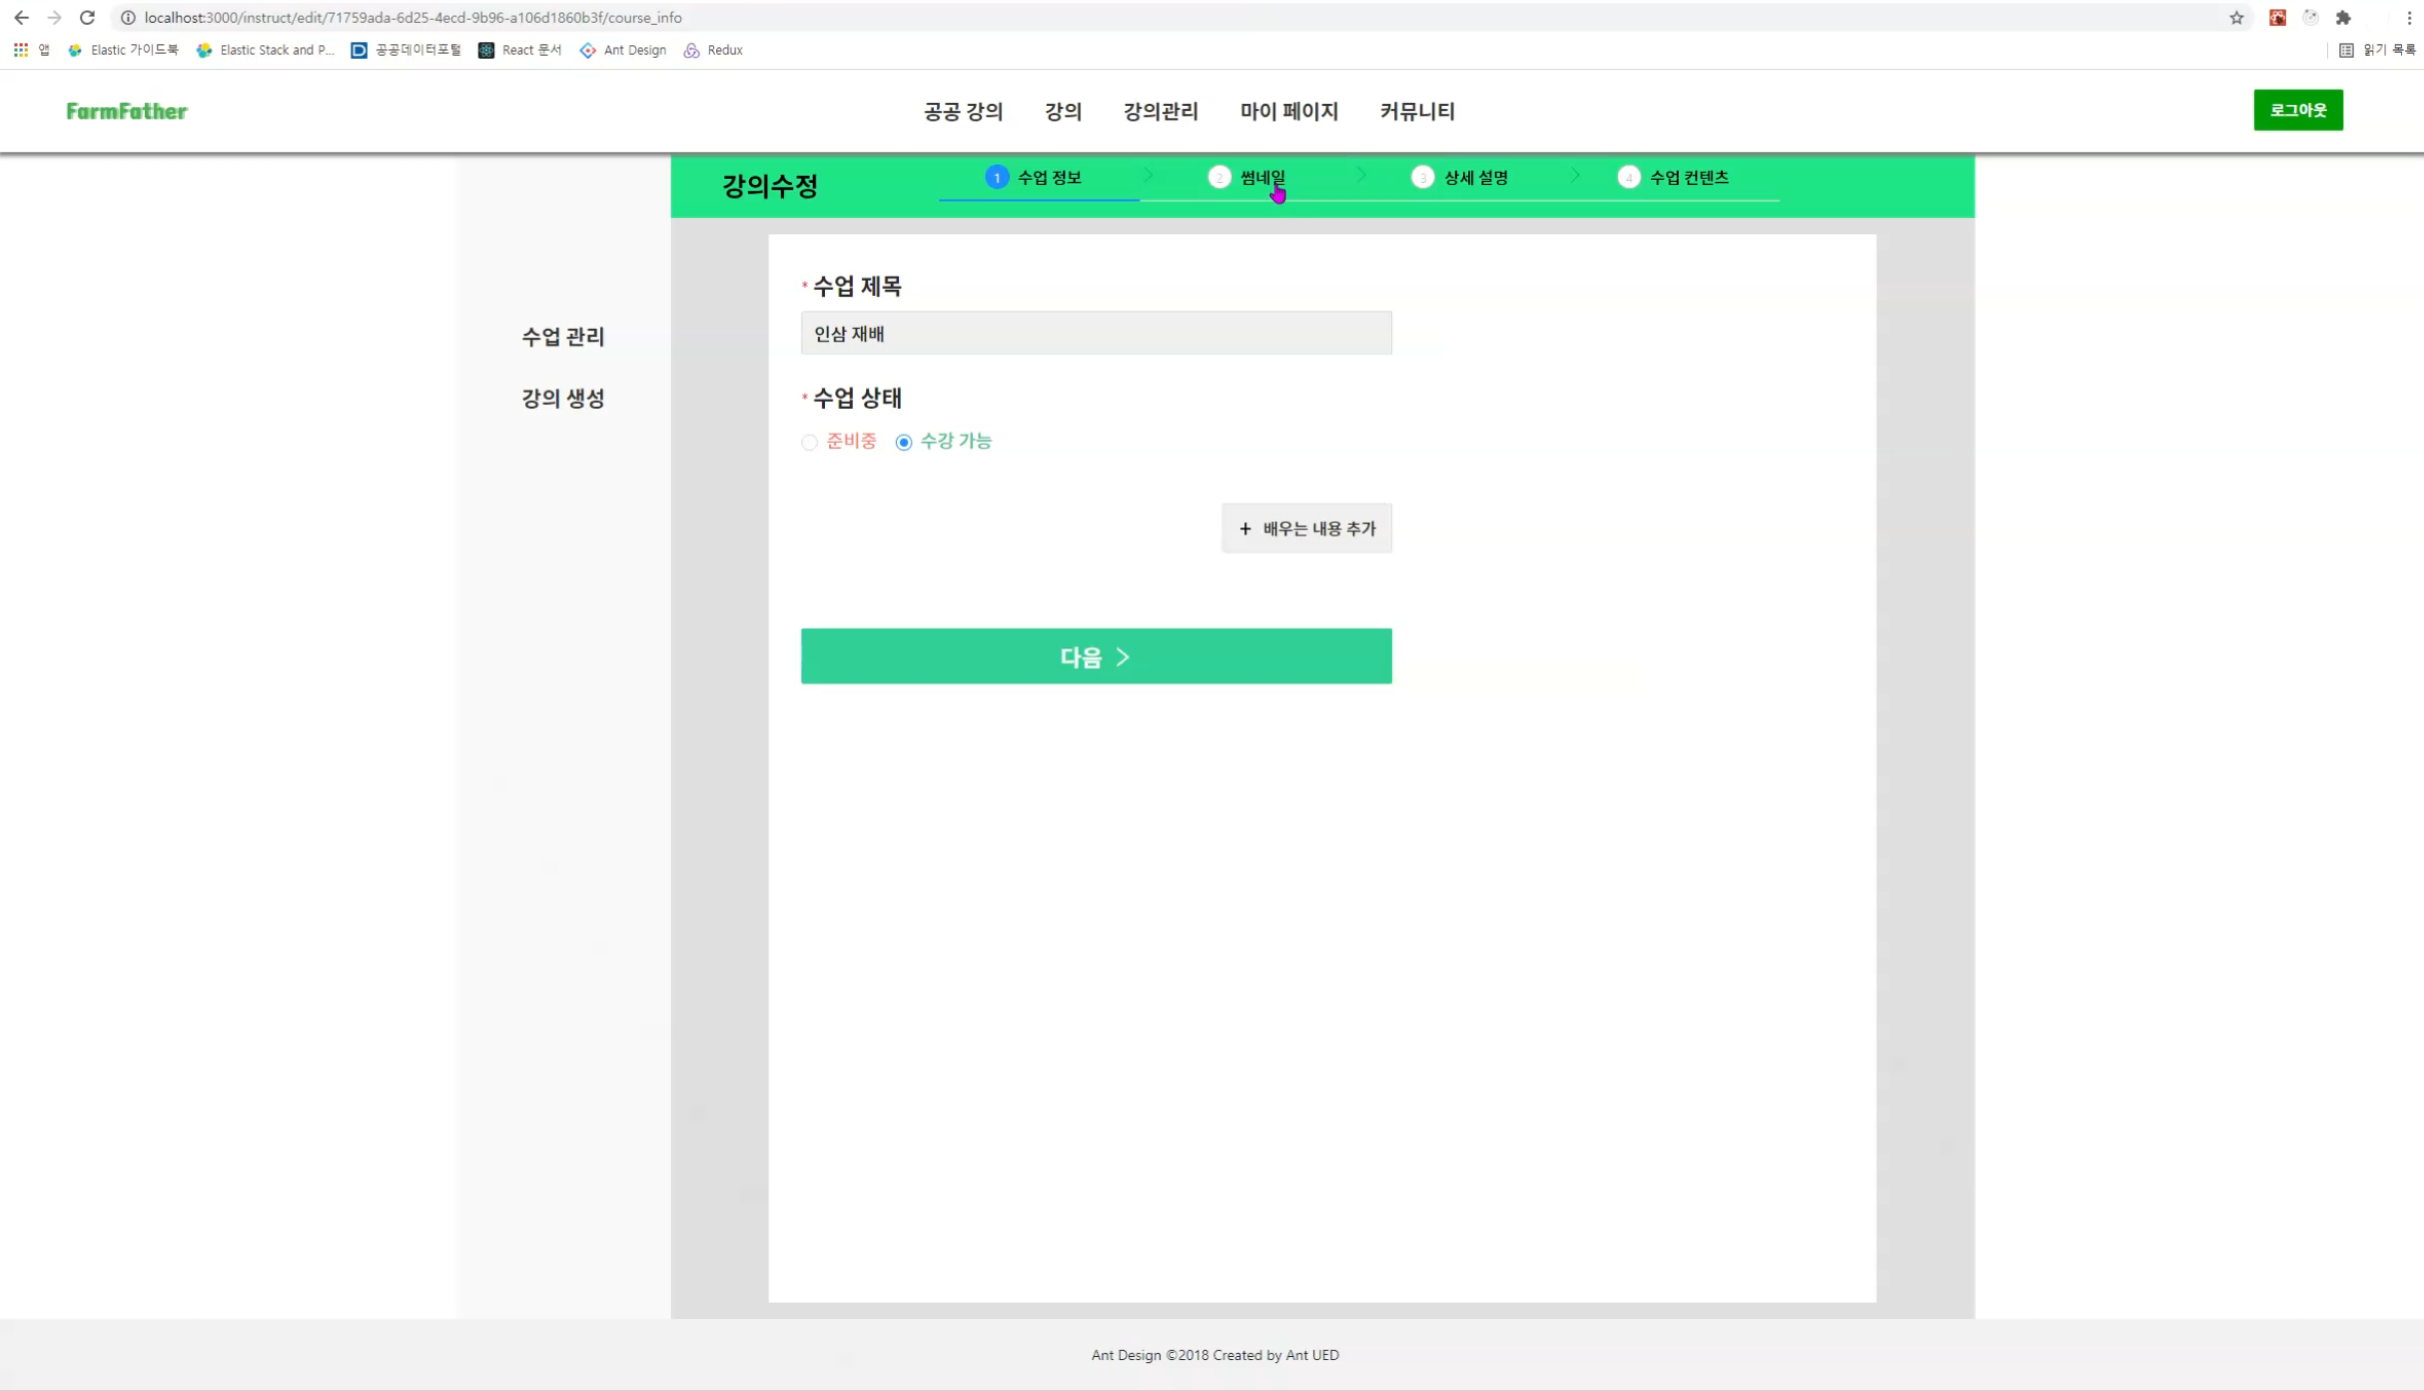 localhost:3000/instruct/edit/71759ada-6d25-4ecd-9b96-a106d1860b3f/course_info
앱 Elastic 가이드북 Elastic Stack and P... 공공데이터포털 React 문서 Ant Design Redux 읽기 목록
FarmFather 공공 강의 강의 강의관리 마이 페이지 커뮤니티 로그아웃
강의수정 1 수업 정보 2 썸네일 3 상세 설명 4 수업 컨텐츠
* 수업 제목
수업 관리
인삼 재배
강의 생성
* 수업 상태
준비중 수강 가능
+ 배우는 내용 추가
다음 >
Ant Design ©2018 Created by Ant UED